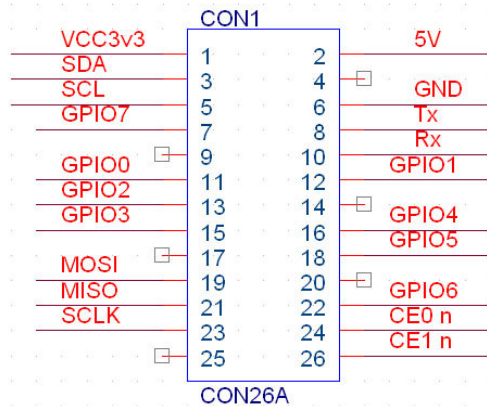 CON1
VCC3v3 1 2 5V
SDA 3 4
SCL 5 6 GND
GPIO7 7 8 Tx
9 10 Rx
GPIO0 11 12 GPIO1
GPIO2 13 14
GPIO3 15 16 GPIO4
17 18 GPIO5
MOSI 19 20
MISO 21 22 GPIO6
SCLK 23 24 CE0 n
25 26 CE1 n
CON26A